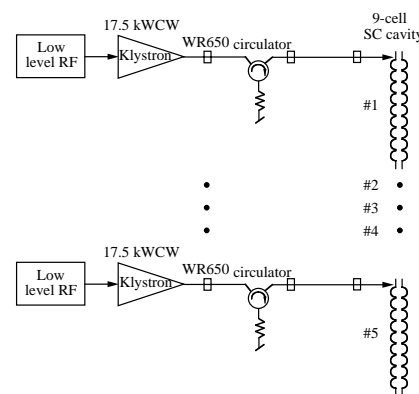 9-cell
SC cavity
17.5 kWCW
WR650 circulator
Low
level RF
Klystron
#1
#2
#3
#4
17.5 kWCW
WR650 circulator
Low
level RF
Klystron
#5